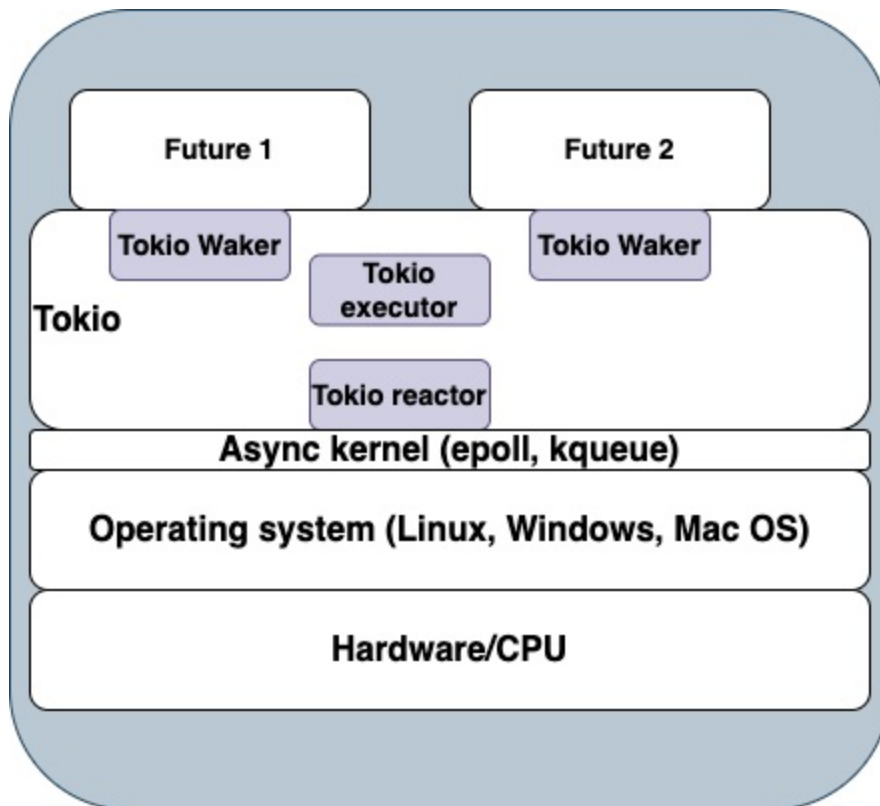 Future 1
Future 2
Tokio Waker
Tokio Waker
Tokio
executor
Tokio
Tokio reactor
Async kernel (epoll, kqueue)
Operating system (Linux, Windows, Mac OS)
Hardware/CPU